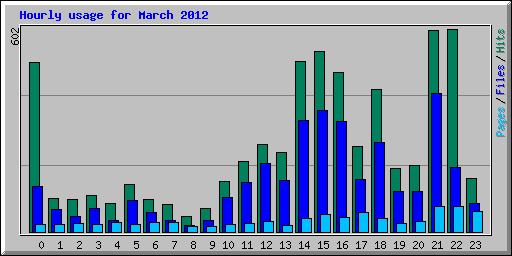 Hourly usage for March 2012
602
Pages/Files/Hits
0 1 2 3 4 5 6 7 8 9 10 11 12 13 14 15 16 17 18 19 20 21 22 23